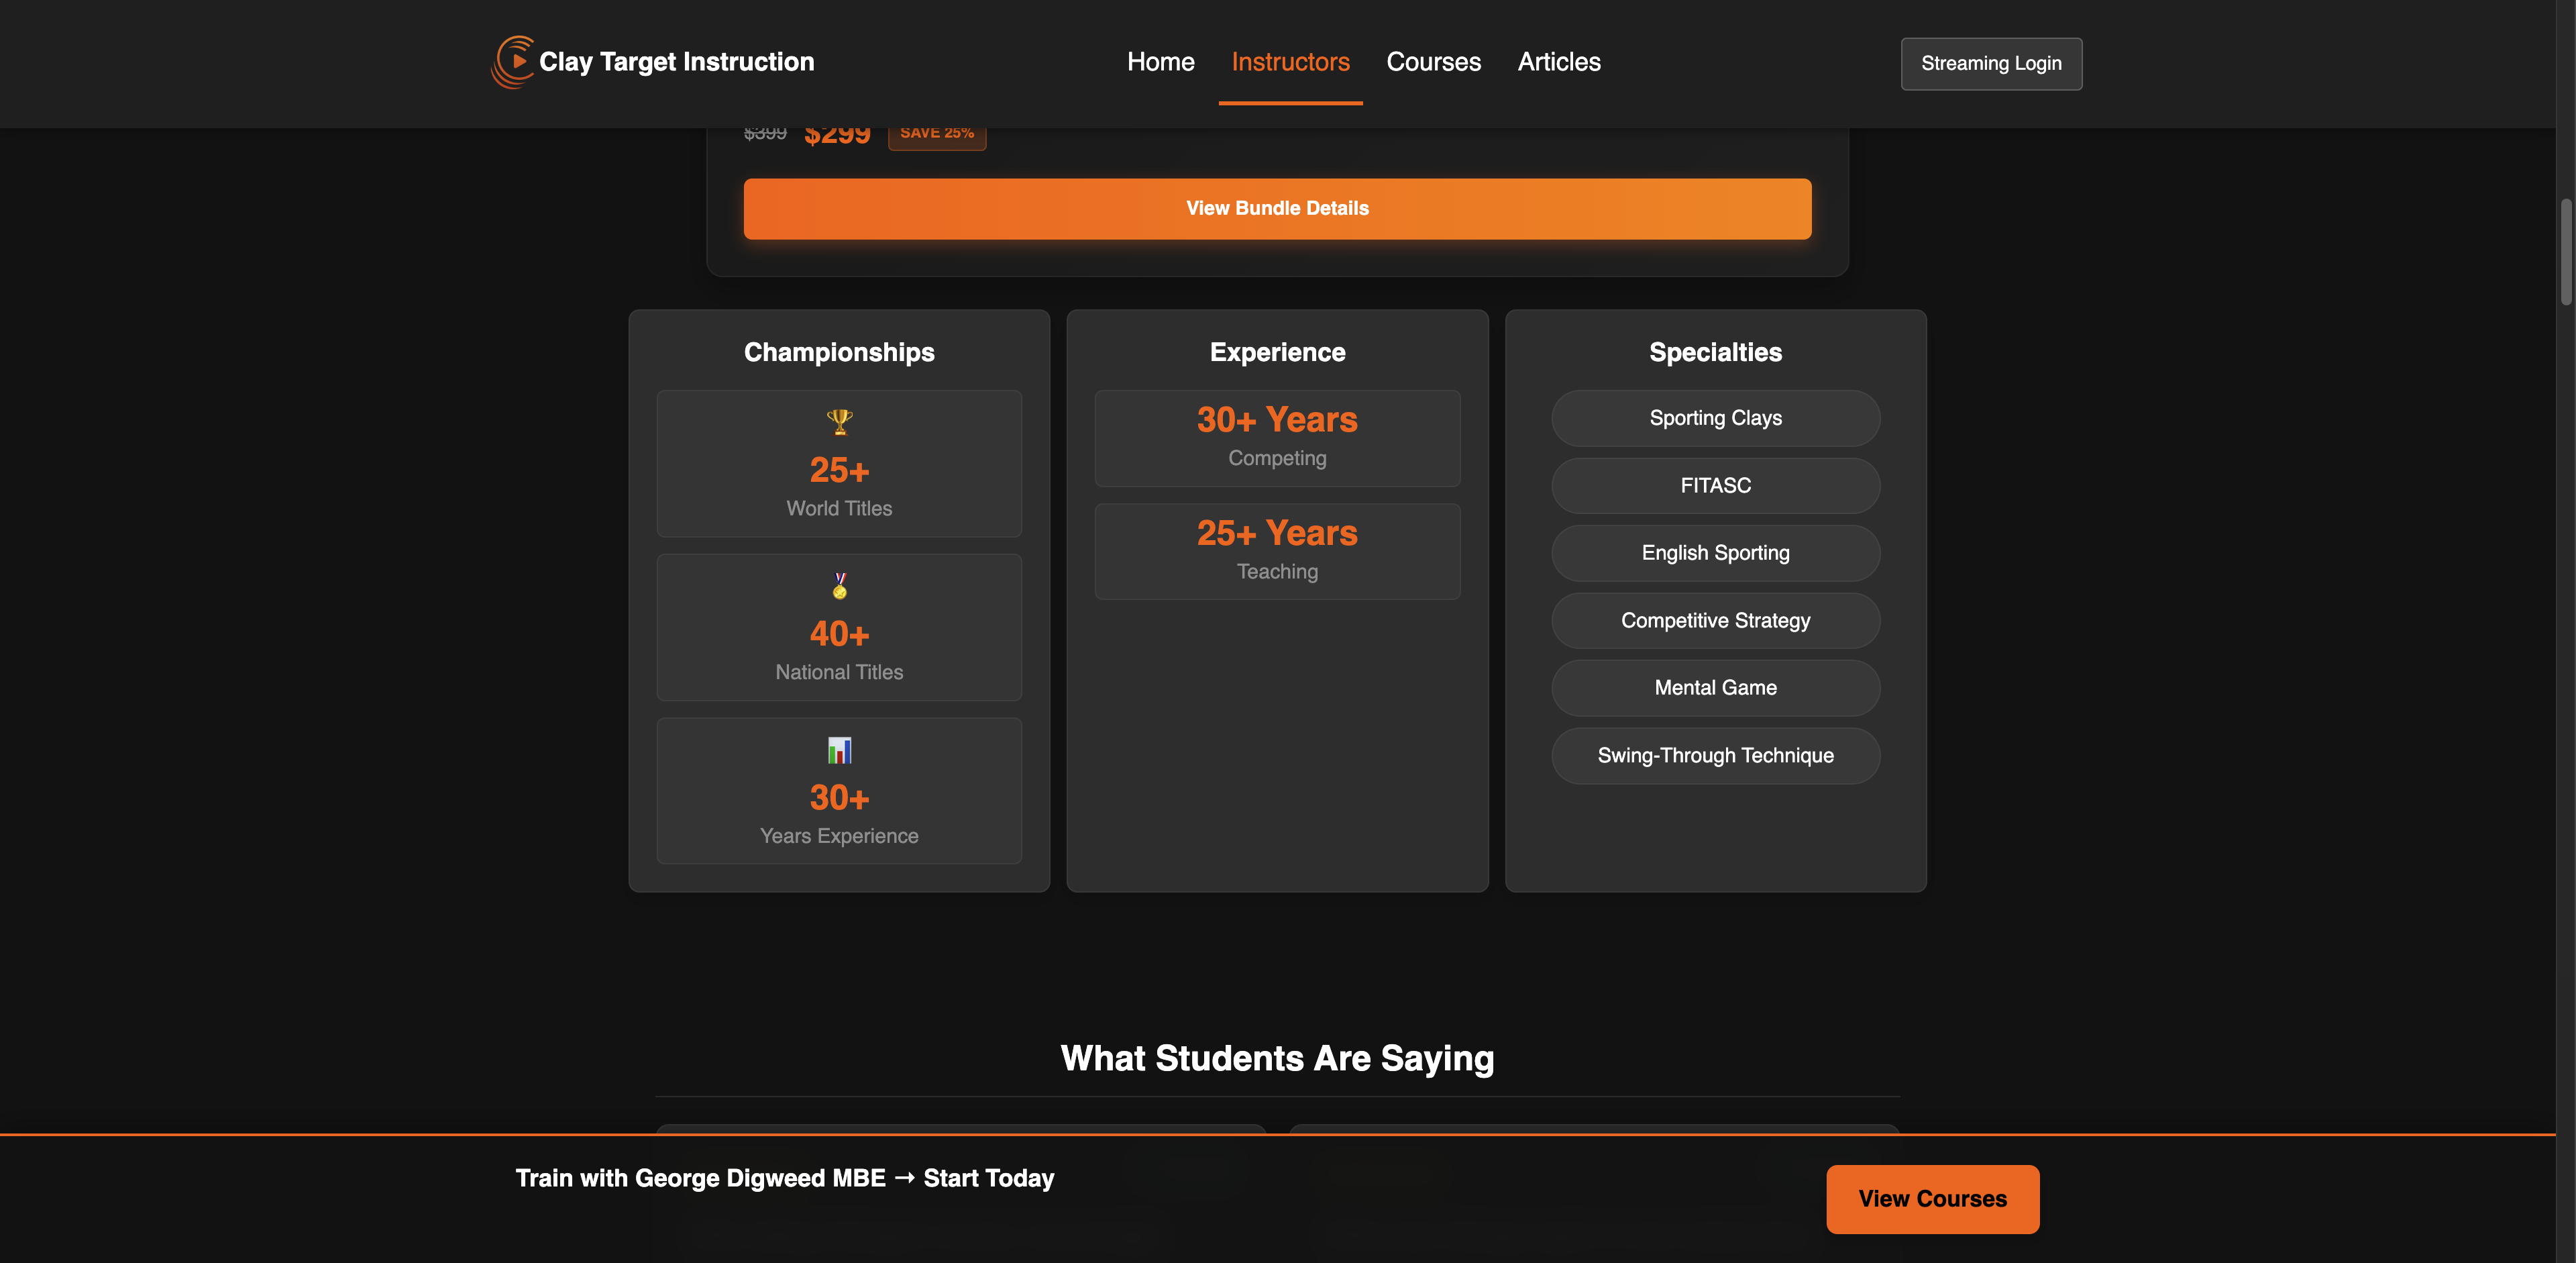 Clay Target Instruction
Home
Instructors
Courses
Articles
Streaming Login
$399 $299 SAVE 25%
View Bundle Details
Championships
25+
World Titles
40+
National Titles
30+
Years Experience
Experience
30+ Years
Competing
25+ Years
Teaching
Specialties
Sporting Clays
FITASC
English Sporting
Competitive Strategy
Mental Game
Swing-Through Technique
What Students Are Saying
Train with George Digweed MBE → Start Today
View Courses